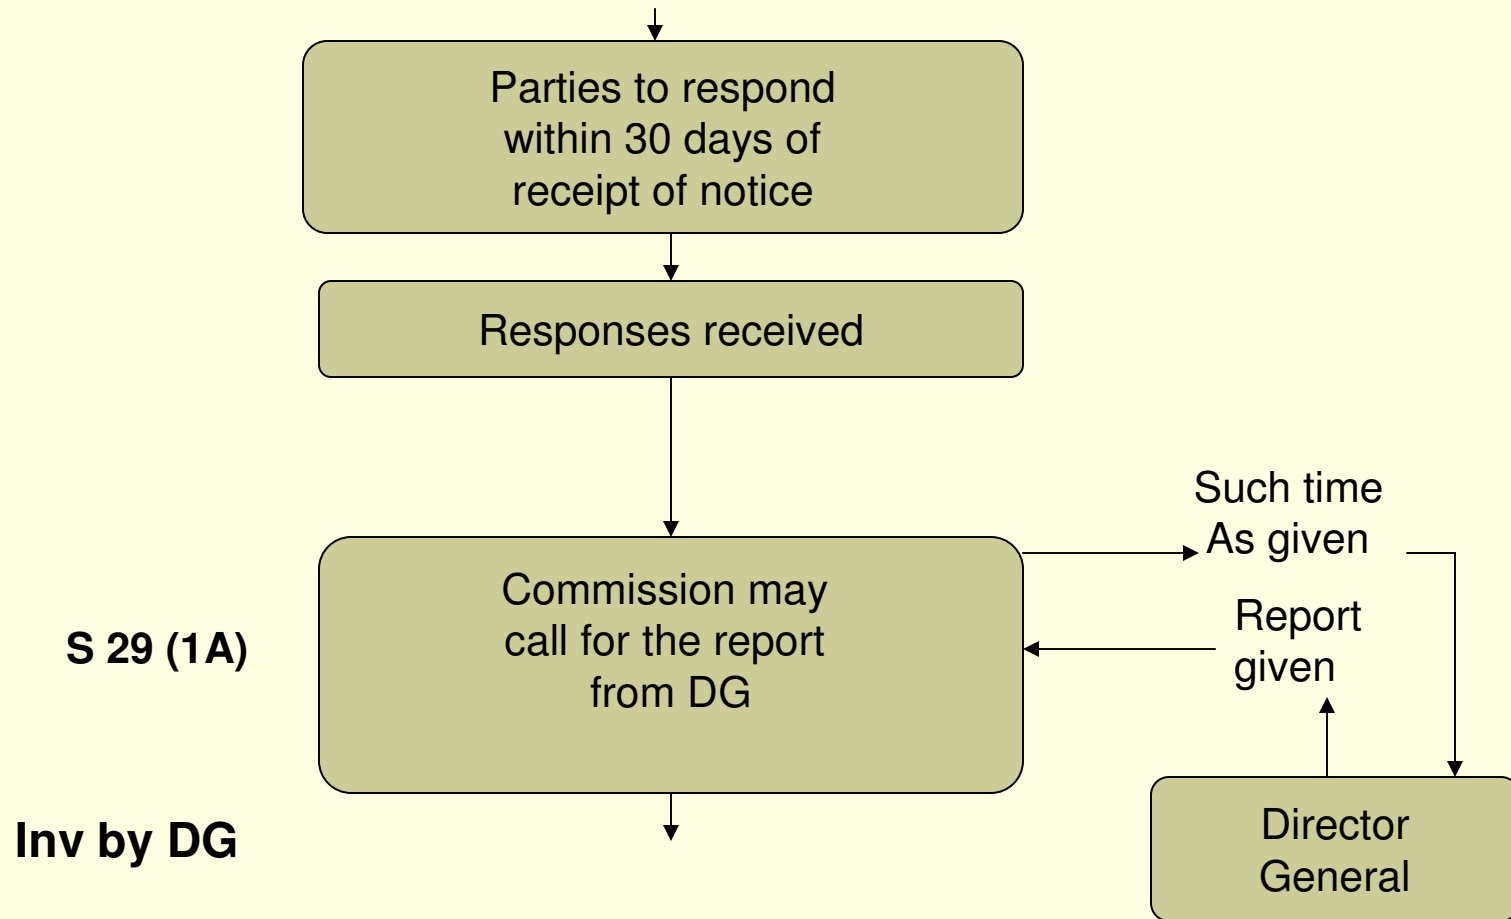 Parties to respond
within 30 days of
receipt of notice
Responses received
Such time
As given
Commission may
call for the report
from DG
Report
given
S 29 (1A)
Inv by DG
Director
General